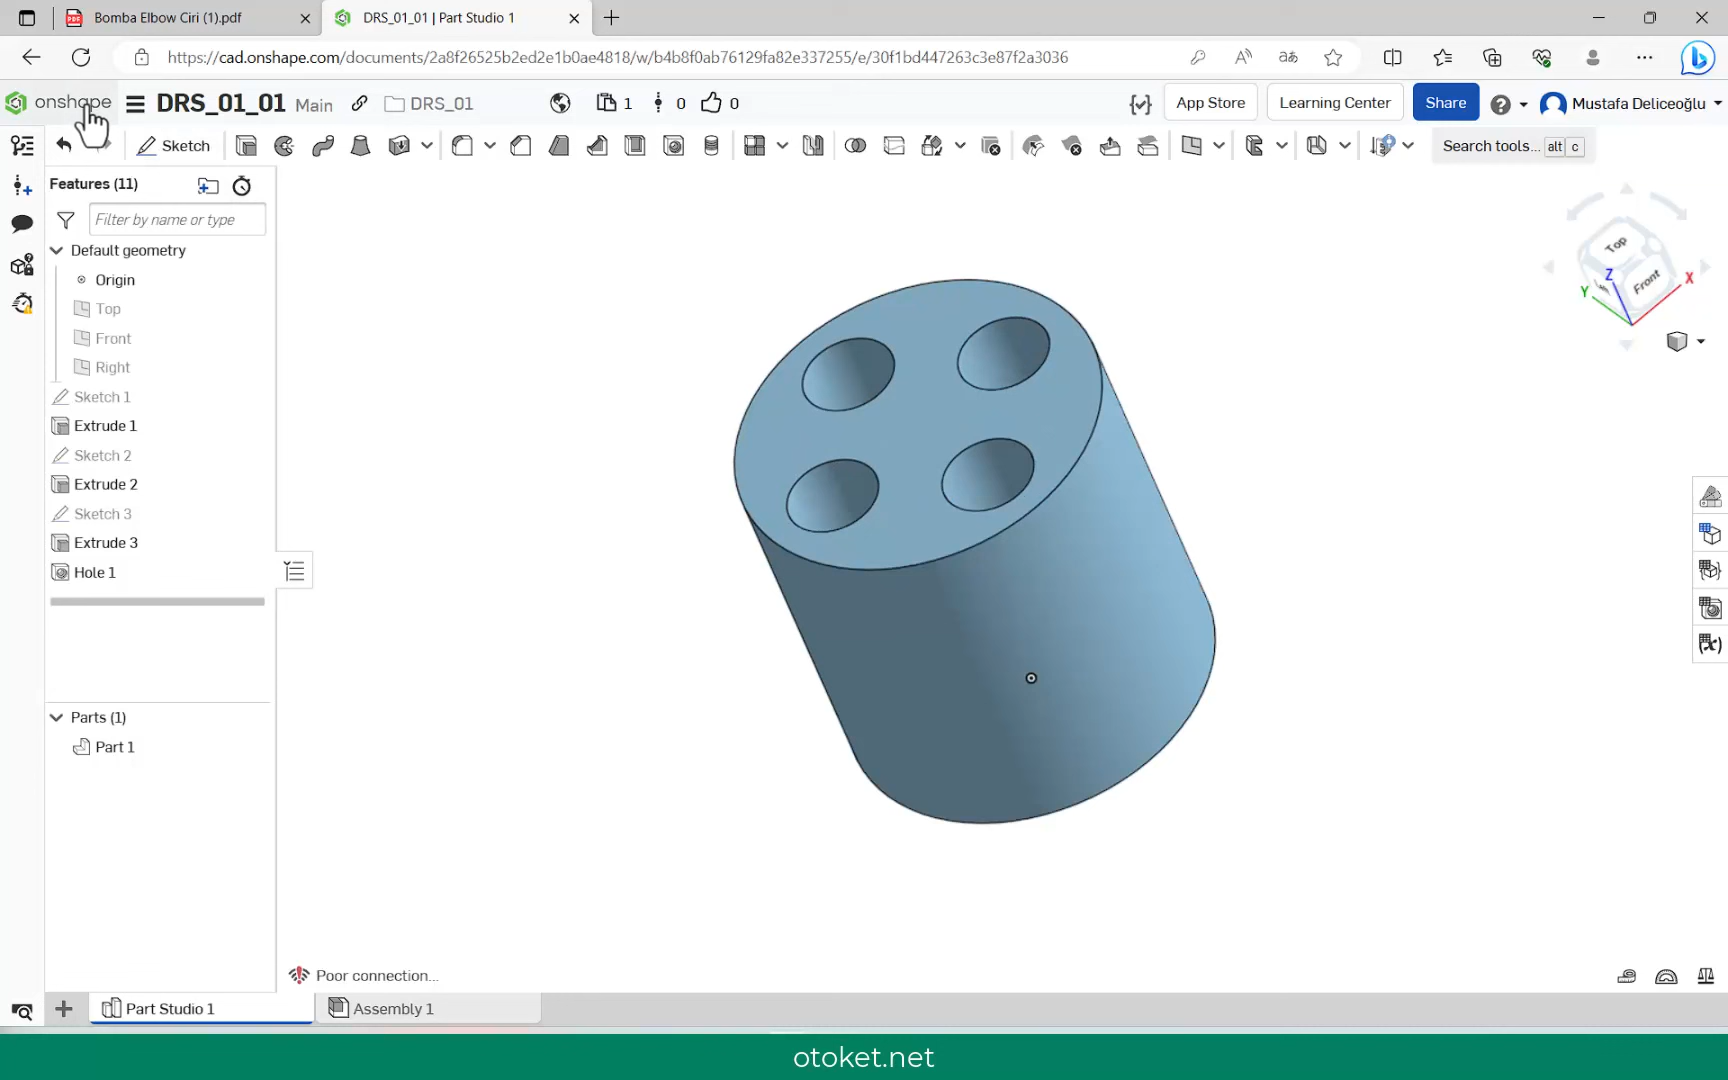 Bomba Elbow Ciri (1).pdf
DRS_01_01 | Part Studio 1
https://cad.onshape.com/documents/2a8f26525b2ed2e1b0ae4818/w/b4b8f0ab76129fa82e337255/e/30f1bd447263c3e87f2a3036
onshape
DRS_01_01 Main
DRS_01
1
0
0
App Store
Learning Center
Share
Mustafa Deliceoğlu
Sketch
Search tools... alt c
Features (11)
Filter by name or type
Default geometry
Origin
Top
Front
Right
Sketch 1
Extrude 1
Sketch 2
Extrude 2
Sketch 3
Extrude 3
Hole 1
Parts (1)
Part 1
Top
Front
Z
X
Y
Poor connection...
Part Studio 1
Assembly 1
otoket.net